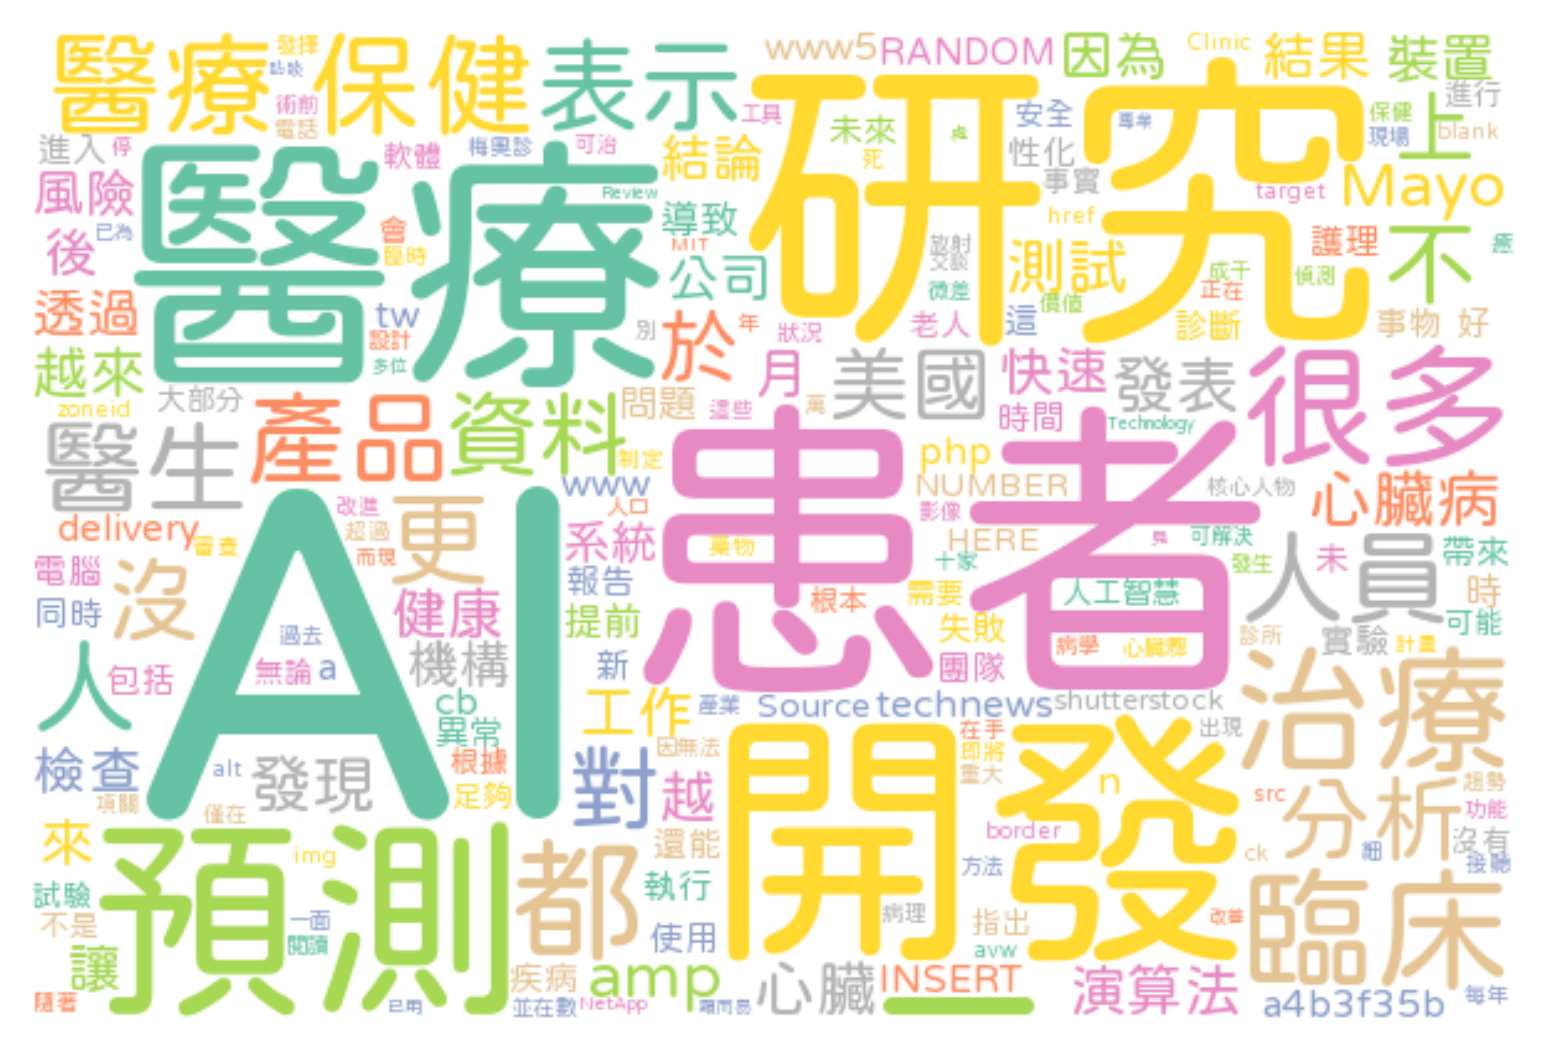 醫療保健 發揮 表示 www5 RANDOM 因為 Clinic 結果 裝置
術前 電話 工具 未來 安全 專業 上 進行
保健 現場 blank
進入 停 軟體 梅奧診 可治 結論 死 性化 事實
風險 醫療 Review 研究 target Mayo
後 已為 會 臨時 導致 MIT 放射 交談 href 測試 護理 不
公司 微差 成千 正在 偵測 價值
透過 tw 設計 別 於 年 狀況 老人 這 診斷 事物 好
越來 多位 月 美國 快速 發表 很多
zoneid 大部分 產品 資料 問題 這些 萬 時間 Technology
醫生 制定 患者 php
www NUMBER 核心人物 心臟病
delivery 審查 改進 超過 更 人口 影像
AI 而現 系統 藥物 HERE 見 可解決 人員 未 帶來
電腦 沒 報告 十家 發生
同時 健康 提前 根本 需要 人工智慧 時
過去 失敗 病學 診所 實驗 計畫 可能
人 包括 無論 a 機構 新 團隊 治療
cb 工作 產業 Source technews shutterstock
異常 在手 出現
檢查 alt 發現 根據 對 因無法 開發 即將
項關 僅在 足夠 越 重大 n src 分析 趨勢
功能
來 預測 img 都 還能 border ck 沒有
試驗 執行 方法 細 接聽
不是 一面 病理 指出 改善 臨床
讓 閱讀 使用 avw
疾病 amp 心臟 INSERT 演算法
隨著 已用 並在數 NetApp 一 a4b3f35b 每年